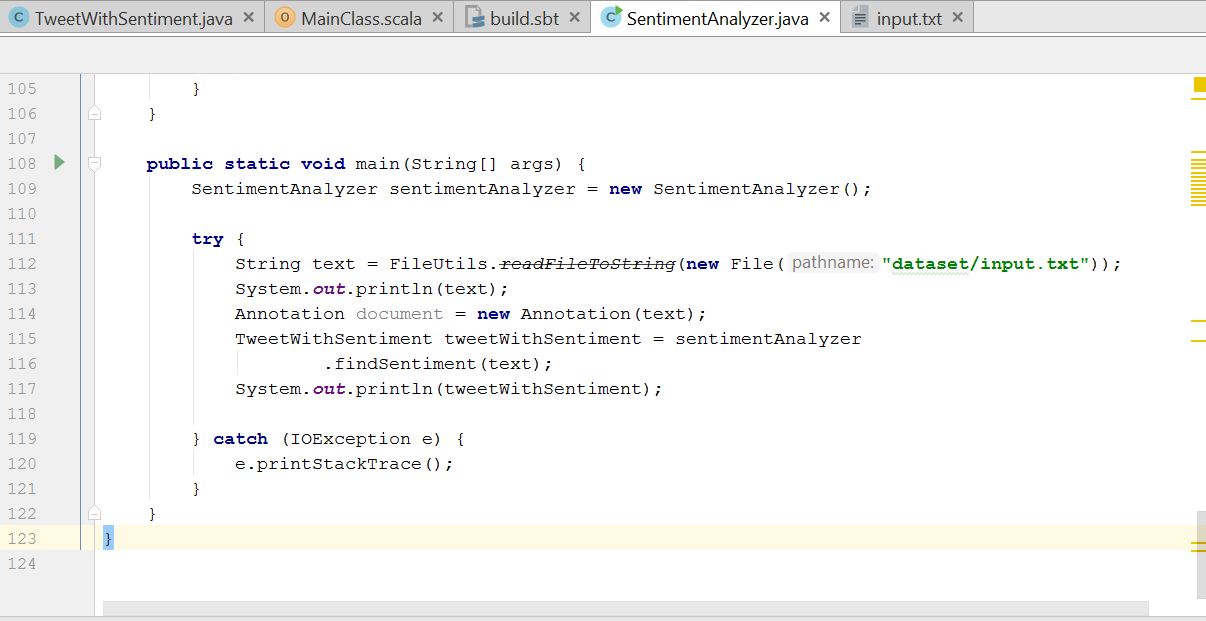 TweetWithSentiment.java MainClass.scala build.sbt SentimentAnalyzer.java input.txt
105 }
106 }
107
108 public static void main(String[] args) {
109 SentimentAnalyzer sentimentAnalyzer = new SentimentAnalyzer();
110
111 try {
112 String text = FileUtils.readFileToString(new File( pathname: "dataset/input.txt"));
113 System.out.println(text);
114 Annotation document = new Annotation(text);
115 TweetWithSentiment tweetWithSentiment = sentimentAnalyzer
116 .findSentiment(text);
117 System.out.println(tweetWithSentiment);
118
119 } catch (IOException e) {
120 e.printStackTrace();
121 }
122 }
123 }
124